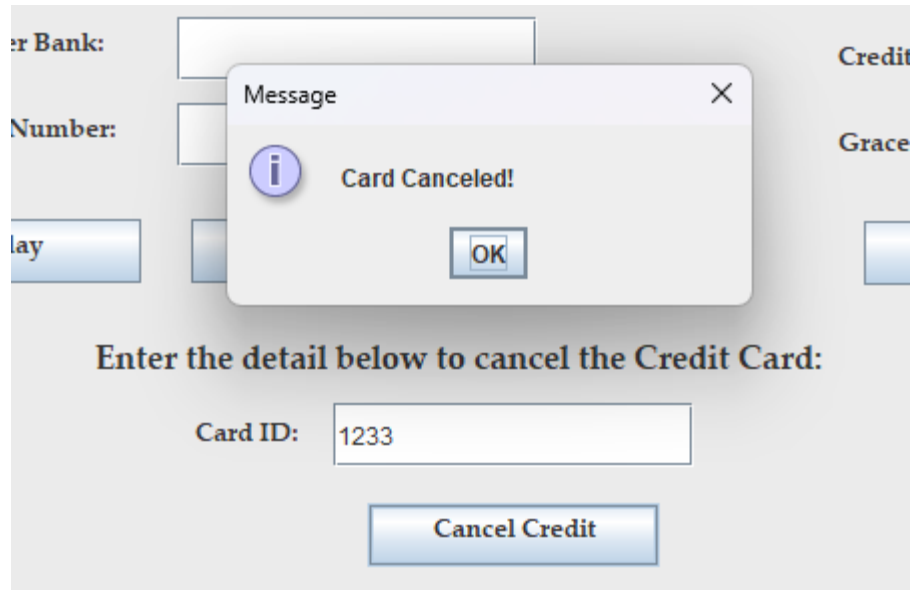 er Bank:
Credit
Message
Number:
Grace
Card Canceled!
lay
OK
Enter the detail below to cancel the Credit Card:
Card ID:
1233
Cancel Credit